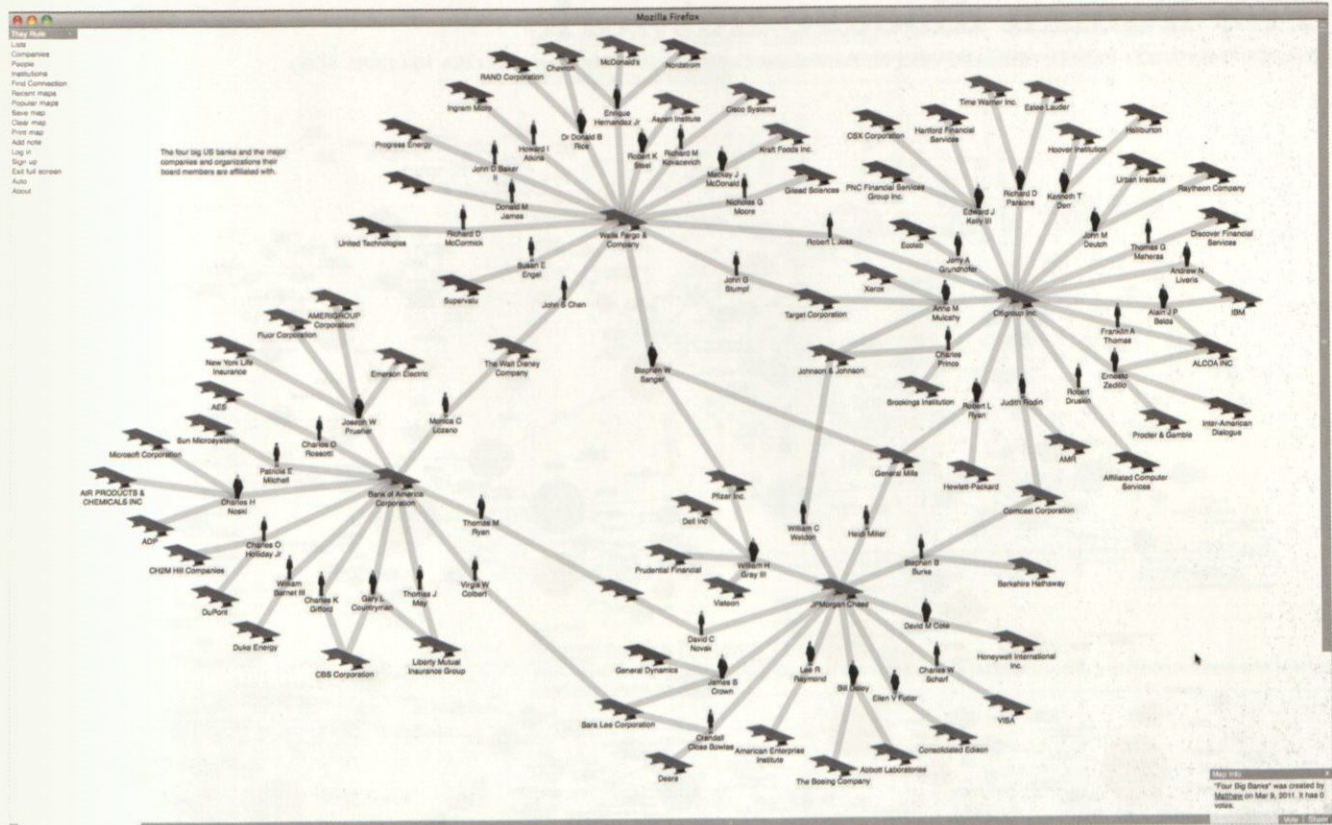 Mozilla Firefox
They Rule
Lists
Companies
People
Institutions
Find Connection
Recent maps
Popular maps
Save map
Clear map
Print map
Add note
Log in
Sign up
Exit full screen
Auto
About
The four big US banks and the major
companies and organizations their
board members are affiliated with.
McDonald's
Chevron
Nordstrom
RAND Corporation
Ingram Micro
Enrique
Hernandez Jr
Aspen Institute
Cisco Systems
Progress Energy
Howard I
Atkins
Dr Donald B
Rice
Robert K
Steel
Richard M
Kovacevich
Kraft Foods Inc.
John D Baker
II
Mackey J
McDonald
Gilead Sciences
Donald M
James
Nicholas G
Moore
United Technologies
Richard D
McCormick
Wells Fargo &
Company
Robert L Joss
Susan E
Engel
John G
Stumpf
Supervalu
John S Chen
Target Corporation
The Walt Disney
Company
Stephen W
Sanger
Time Warner Inc.
Estee Lauder
CSX Corporation
Hartford Financial
Services
Hoover Institution
Halliburton
PNC Financial Services
Group Inc.
Urban Institute
Raytheon Company
Edward J
Kelly III
Richard D
Parsons
Kenneth T
Derr
John M
Deutch
Thomas G
Maheras
Discover Financial
Services
Ecolab
Jerry A
Grundhofer
Andrew N
Liveris
Xerox
Anne M
Mulcahy
Citigroup Inc.
Alain J P
Belda
IBM
Franklin A
Thomas
Charles
Prince
Johnson & Johnson
ALCOA INC
Ernesto
Zedillo
Brookings Institution
Robert L
Ryan
Judith Rodin
Robert
Druskin
Inter-American
Dialogue
Procter & Gamble
AMR
Affiliated Computer
Services
General Mills
Hewlett-Packard
Comcast Corporation
AMERIGROUP
Corporation
Fluor Corporation
New York Life
Insurance
Emerson Electric
AES
Joseph W
Prueher
Monica C
Lozano
Sun Microsystems
Charles O
Rossotti
Microsoft Corporation
Patricia E
Mitchell
Bank of America
Corporation
AIR PRODUCTS &
CHEMICALS INC
Charles H
Noski
Thomas M
Ryan
ADP
Charles O
Holliday Jr
CH2M Hill Companies
William
Barnet III
Charles K
Gifford
Gary L
Countryman
Thomas J
May
Virgis W
Colbert
DuPont
Duke Energy
CBS Corporation
Liberty Mutual
Insurance Group
Pfizer Inc.
Dell Inc
William C
Weldon
Heidi Miller
Prudential Financial
William H
Gray III
Stephen B
Burke
Visteon
JPMorgan Chase
Berkshire Hathaway
David C
Novak
David M Cote
General Dynamics
James S
Crown
Lee R
Raymond
Bill Daley
Ellen V Futter
Charles W
Scharf
Honeywell International
Inc.
Sara Lee Corporation
Crandall
Close Bowles
VISA
American Enterprise
Institute
Consolidated Edison
Deere
The Boeing Company
Abbott Laboratories
Map Info
"Four Big Banks" was created by
Matthew on Mar 9, 2011. It has 0
votes.
Vote | Share